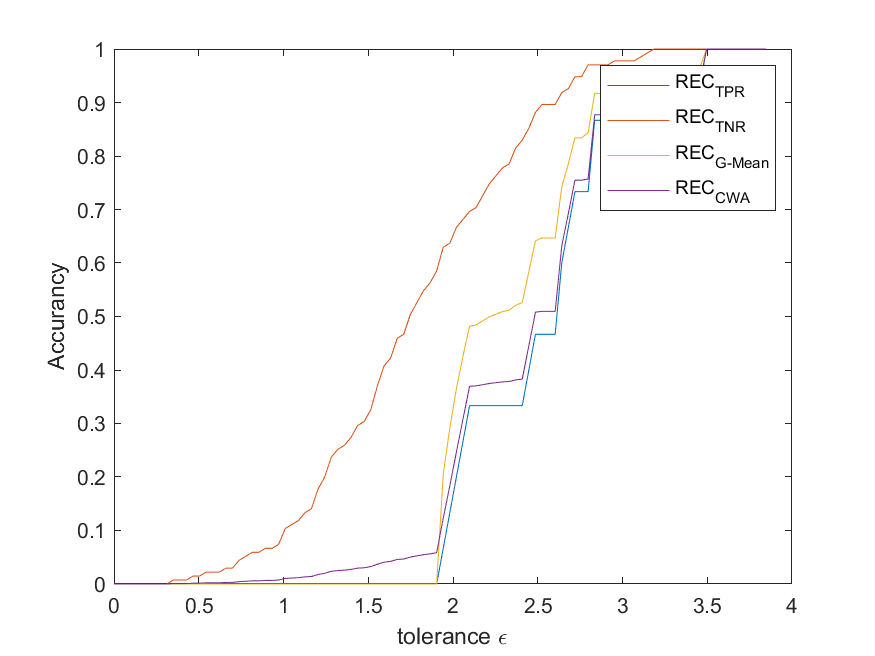 1
0.9
0.8
0.7
0.6
0.5
0.4
0.3
0.2
0.1
0
Accurancy
0 0.5 1 1.5 2 2.5 3 3.5 4
tolerance ϵ
REC_TPR
REC_TNR
REC_G-Mean
REC_CWA